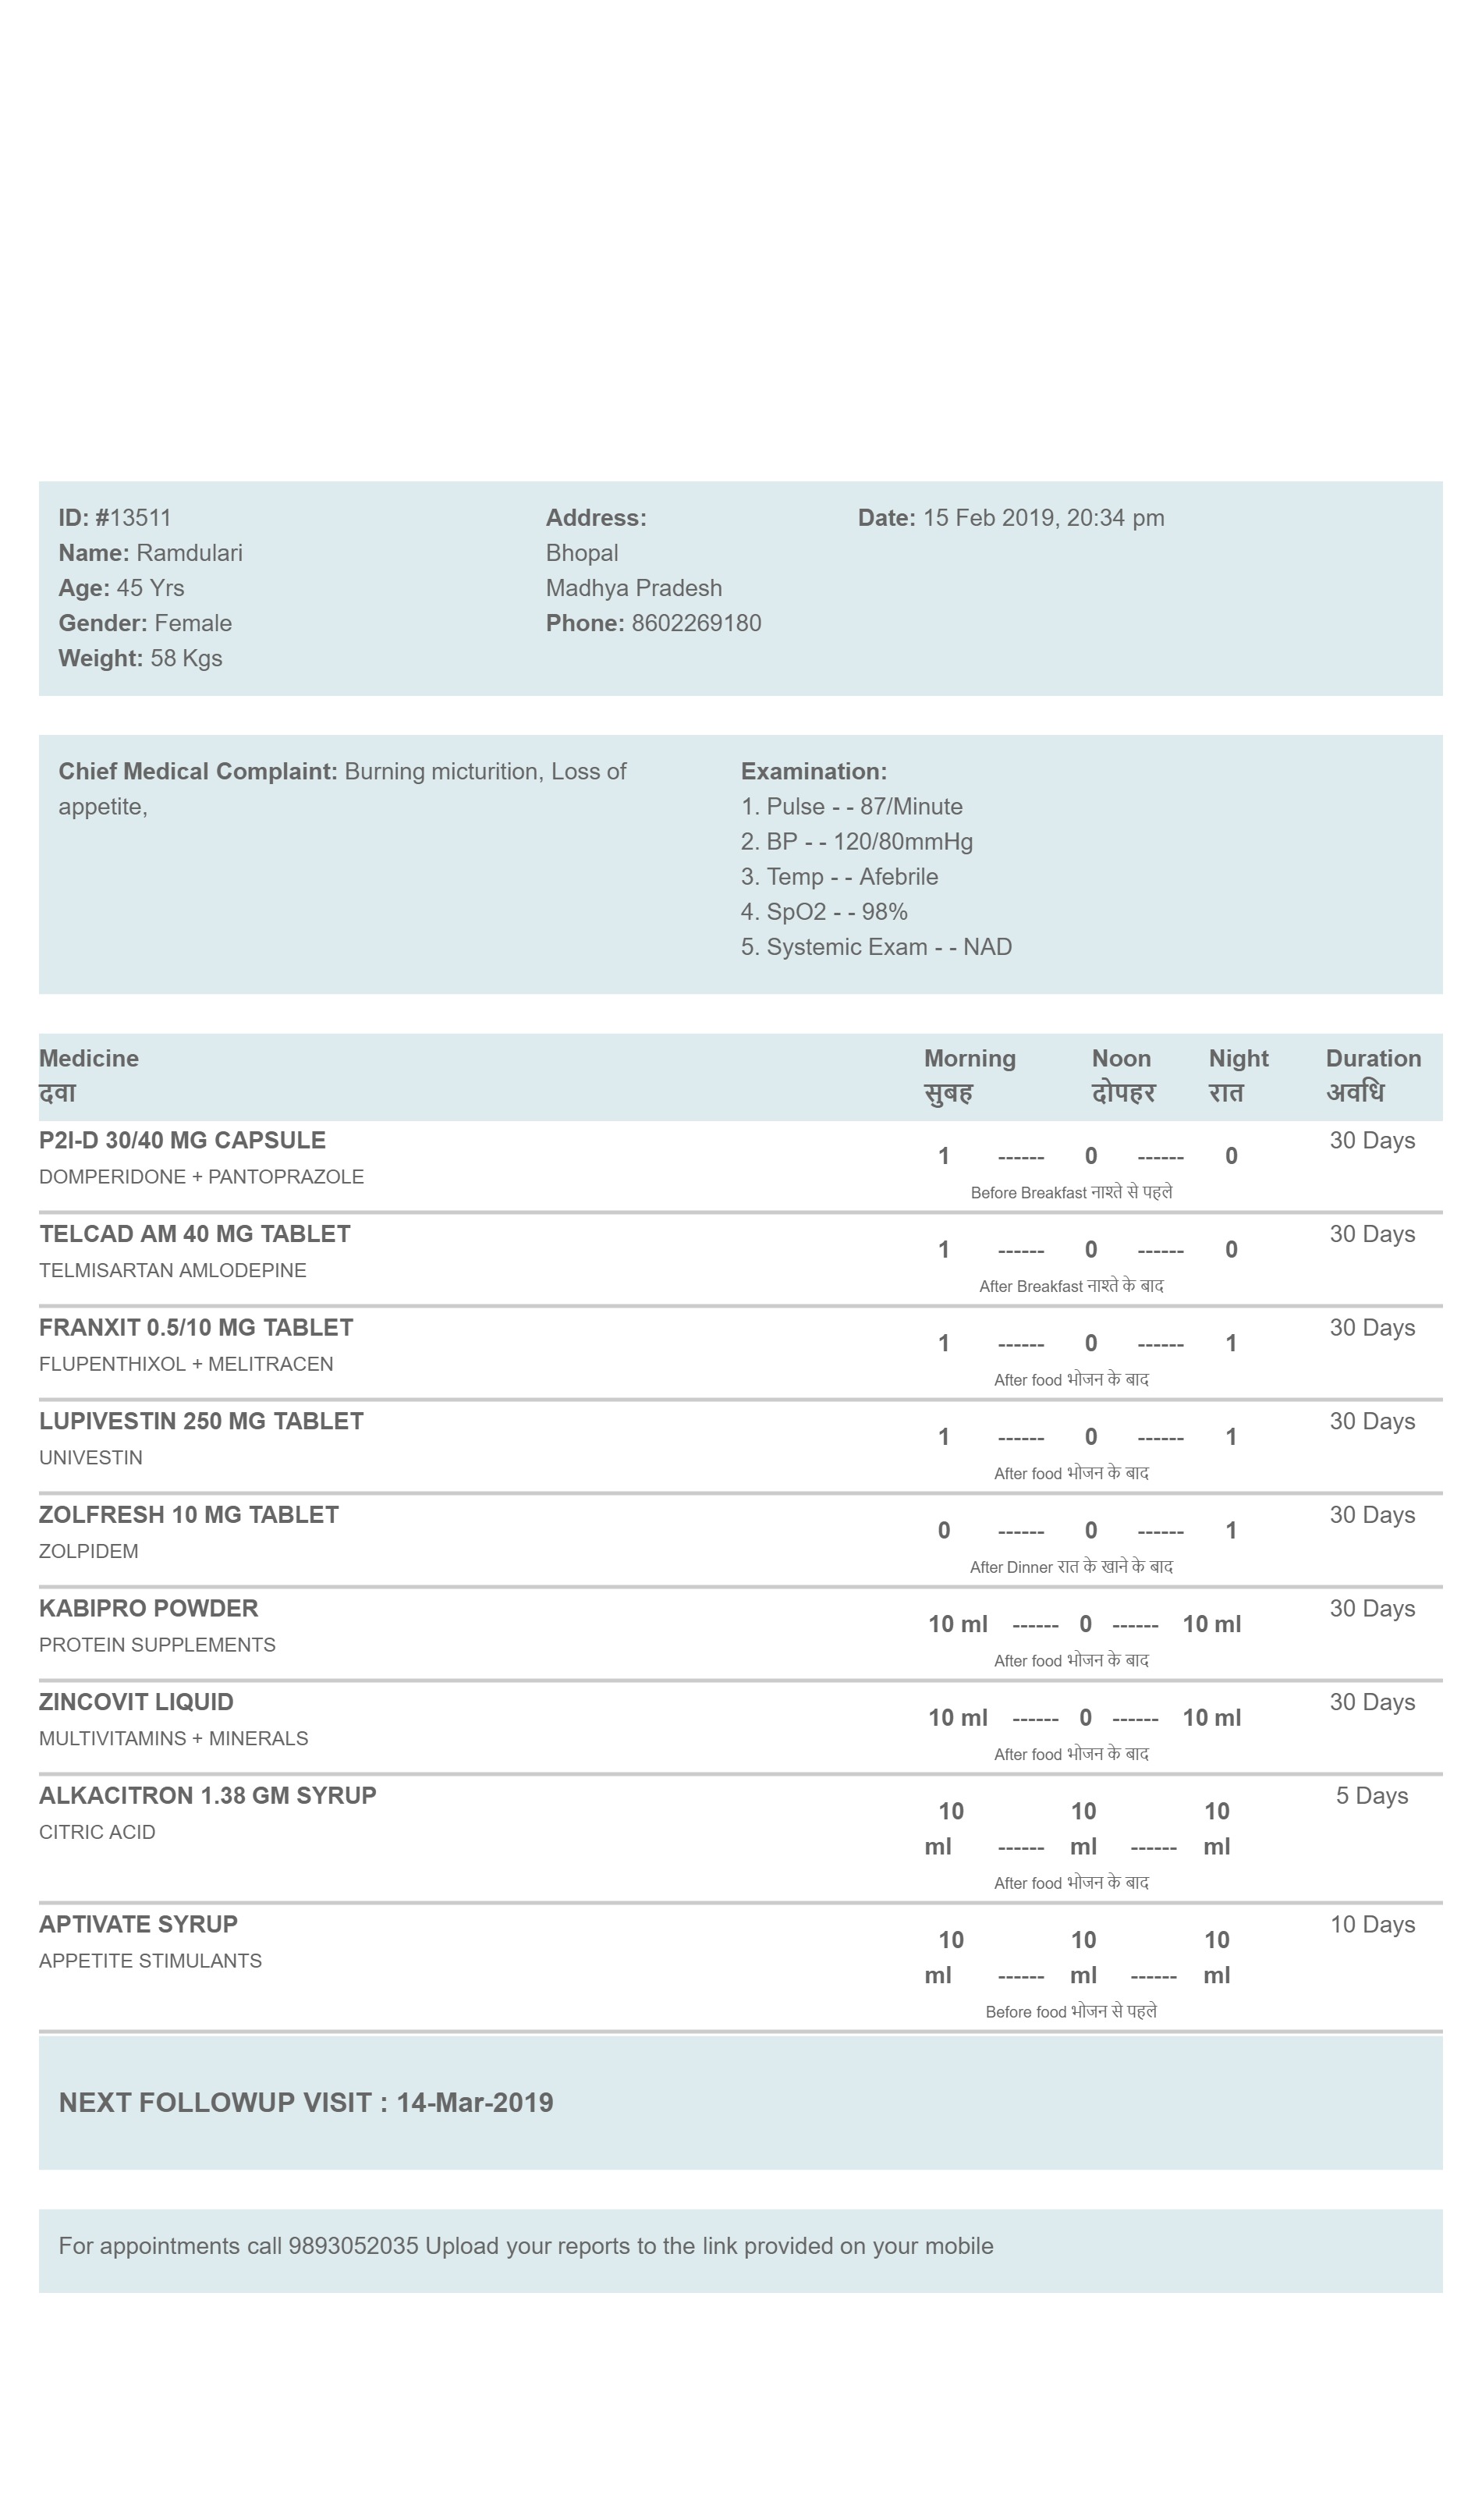 ID: #13511
Name: Ramdulari
Age: 45 Yrs
Gender: Female
Weight: 58 Kgs
Address:
Bhopal
Madhya Pradesh
Phone: 8602269180
Date: 15 Feb 2019, 20:34 pm
Chief Medical Complaint: Burning micturition, Loss of
appetite,
Examination:
1. Pulse - - 87/Minute
2. BP - - 120/80mmHg
3. Temp - - Afebrile
4. SpO2 - - 98%
5. Systemic Exam - - NAD
Medicine Morning Noon Night Duration
दवा सुबह दोपहर रात अवधि
P2I-D 30/40 MG CAPSULE 30 Days
1 ------ 0 ------ 0
DOMPERIDONE + PANTOPRAZOLE
Before Breakfast नाश्ते से पहले
TELCAD AM 40 MG TABLET 30 Days
1 ------ 0 ------ 0
TELMISARTAN AMLODEPINE
After Breakfast नाश्ते के बाद
FRANXIT 0.5/10 MG TABLET 30 Days
1 ------ 0 ------ 1
FLUPENTHIXOL + MELITRACEN
After food भोजन के बाद
LUPIVESTIN 250 MG TABLET 30 Days
1 ------ 0 ------ 1
UNIVESTIN
After food भोजन के बाद
ZOLFRESH 10 MG TABLET 30 Days
0 ------ 0 ------ 1
ZOLPIDEM
After Dinner रात के खाने के बाद
KABIPRO POWDER 30 Days
10 ml ------ 0 ------ 10 ml
PROTEIN SUPPLEMENTS
After food भोजन के बाद
ZINCOVIT LIQUID 30 Days
10 ml ------ 0 ------ 10 ml
MULTIVITAMINS + MINERALS
After food भोजन के बाद
ALKACITRON 1.38 GM SYRUP 5 Days
10 10 10
CITRIC ACID
ml ------ ml ------ ml
After food भोजन के बाद
APTIVATE SYRUP 10 Days
10 10 10
APPETITE STIMULANTS
ml ------ ml ------ ml
Before food भोजन से पहले
NEXT FOLLOWUP VISIT : 14-Mar-2019
For appointments call 9893052035 Upload your reports to the link provided on your mobile